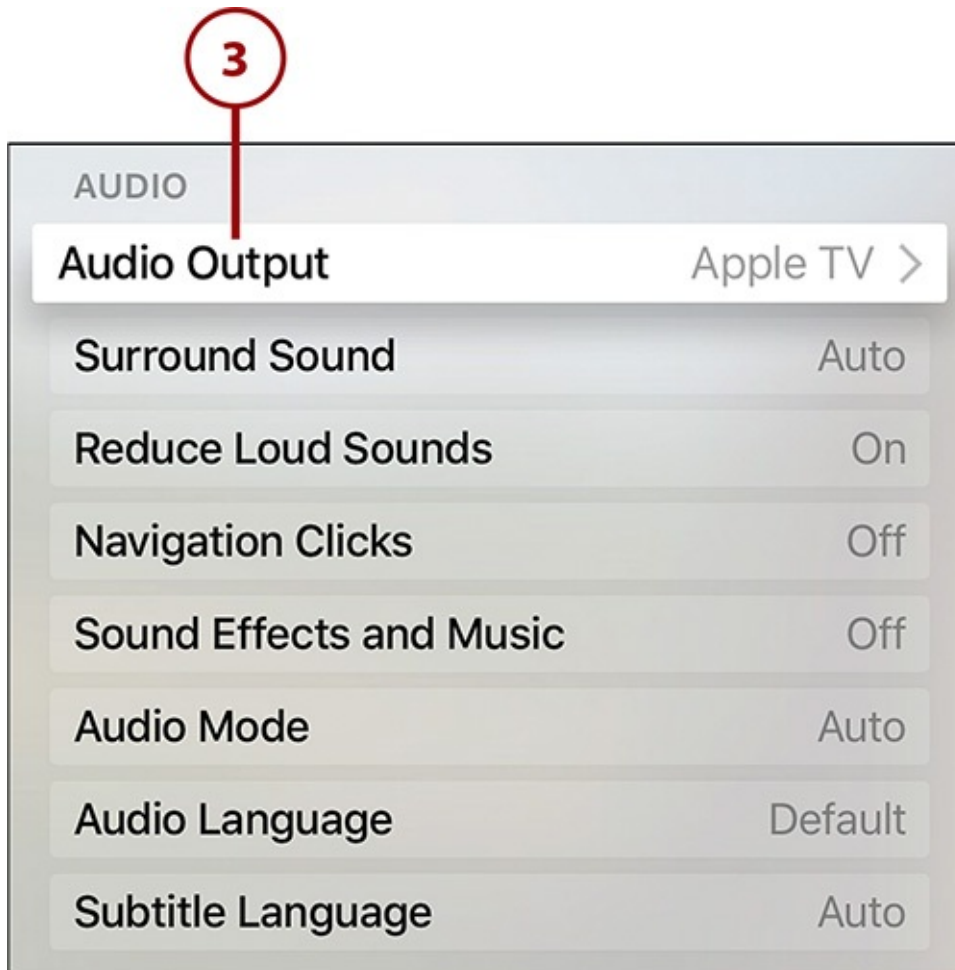 3
AUDIO
Audio Output Apple TV >
Surround Sound Auto
Reduce Loud Sounds On
Navigation Clicks Off
Sound Effects and Music Off
Audio Mode Auto
Audio Language Default
Subtitle Language Auto